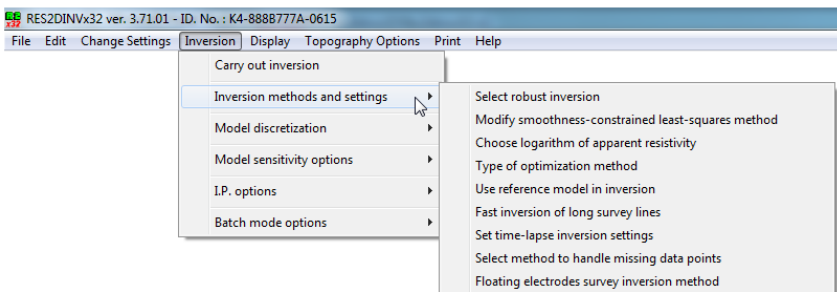 RES2DINVx32 ver. 3.71.01 - ID. No. : K4-888B777A-0615
File Edit Change Settings Inversion Display Topography Options Print Help
Carry out inversion
Inversion methods and settings
Model discretization
Model sensitivity options
I.P. options
Batch mode options
Select robust inversion
Modify smoothness-constrained least-squares method
Choose logarithm of apparent resistivity
Type of optimization method
Use reference model in inversion
Fast inversion of long survey lines
Set time-lapse inversion settings
Select method to handle missing data points
Floating electrodes survey inversion method